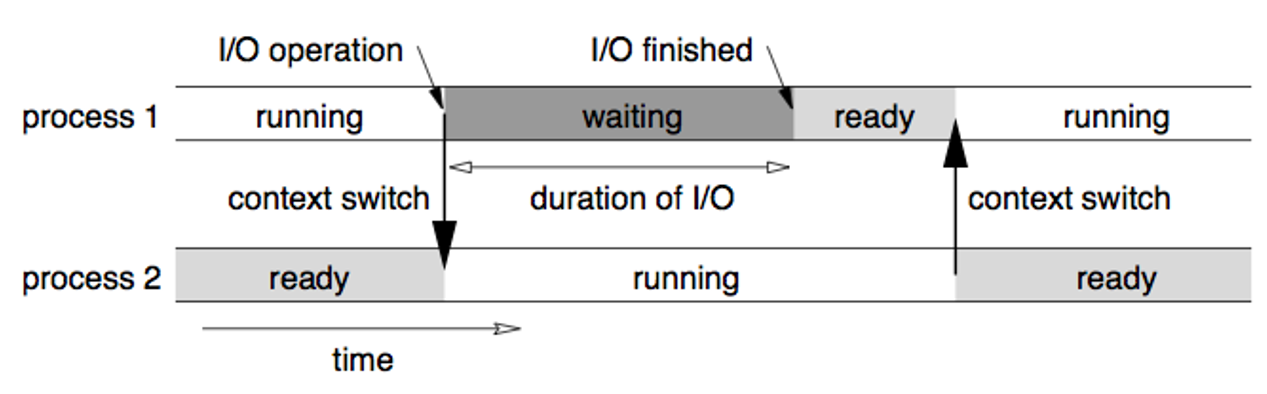 I/O operation
I/O finished
process 1
running
waiting
ready
running
context switch
duration of I/O
context switch
process 2
ready
running
ready
time